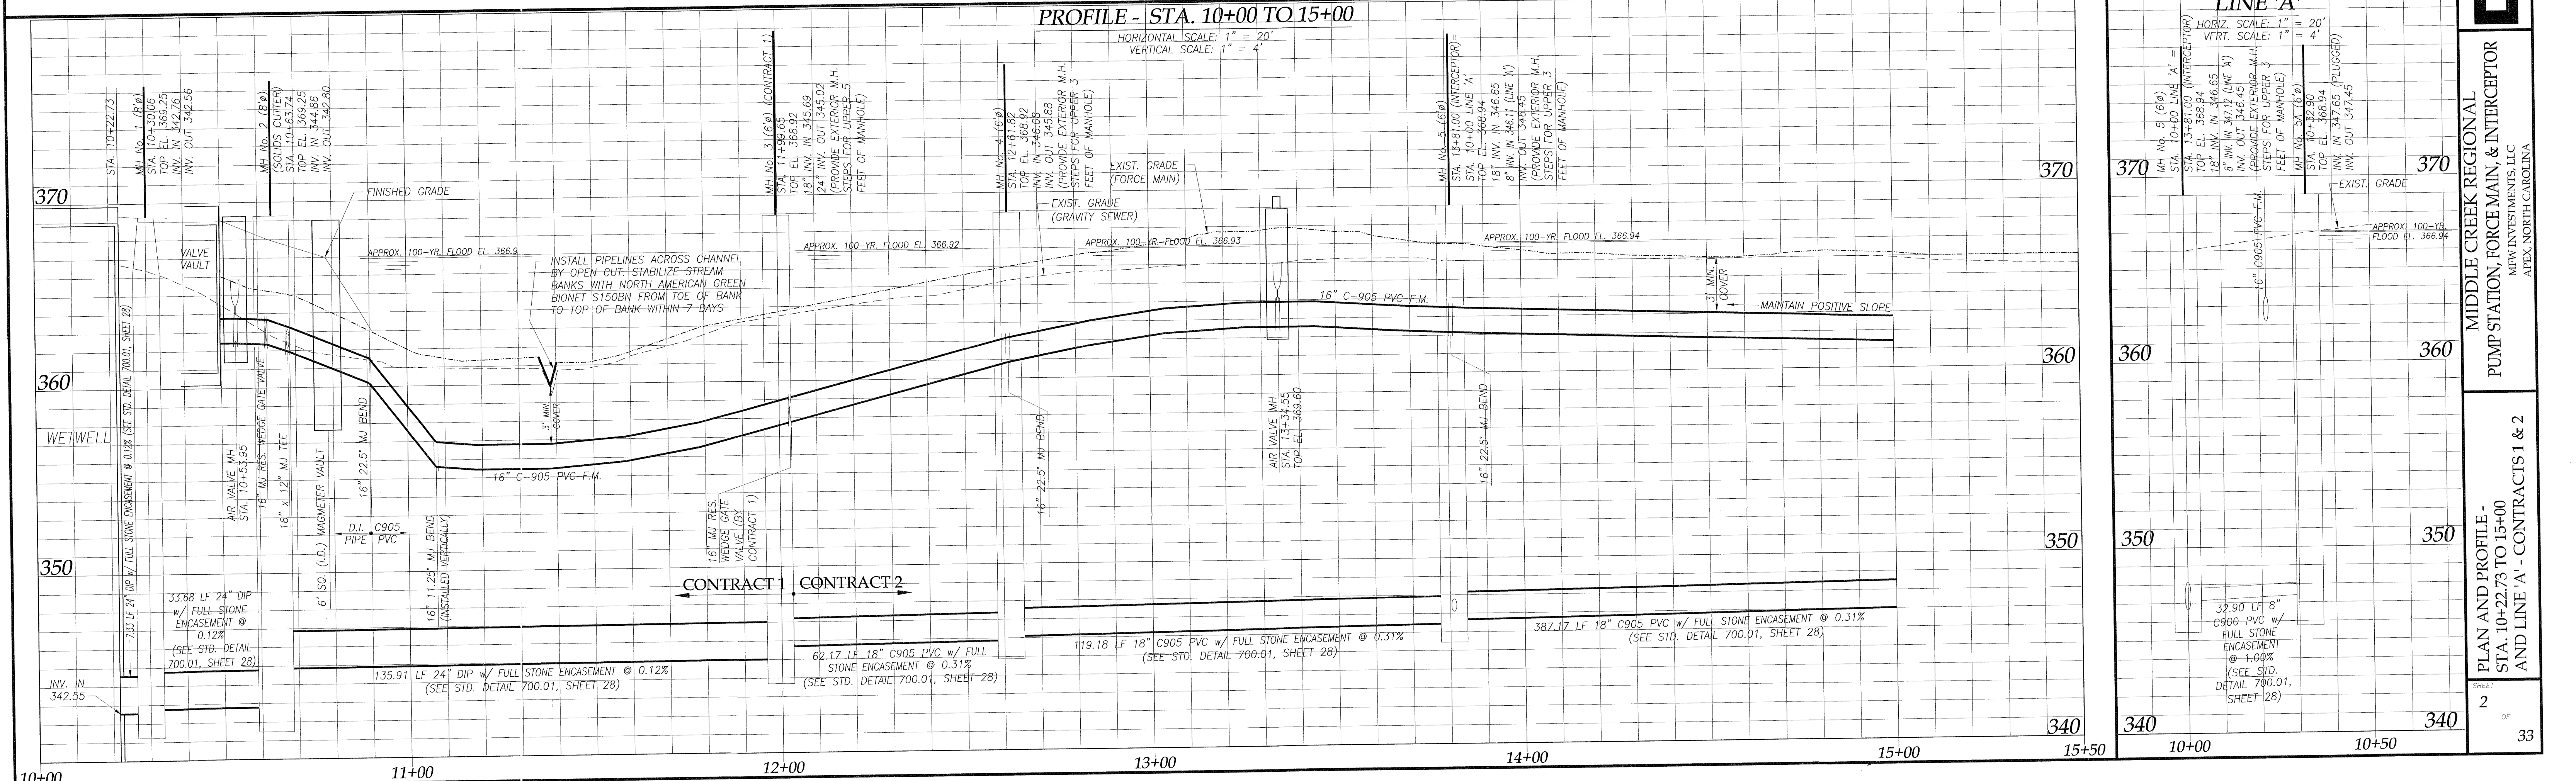 PROFILE - STA. 10+00 TO 15+00
HORIZONTAL SCALE: 1" = 20'
VERTICAL SCALE: 1" = 4'
STA. 10+22.73
MH No. 1 (8'ø)
STA. 10+30.06
TOP EL. 369.25
INV. IN 342.76
INV. OUT 342.56
MH No. 2 (8'ø)
(SOLIDS CUTTER)
STA. 10+63.74
TOP EL. 369.25
INV. IN 344.86
INV. OUT 342.80
MH No. 3 (6'ø) (CONTRACT 1)
STA. 11+99.65
TOP EL. 368.92
18" INV. IN 345.69
24" INV. OUT 345.02
(PROVIDE EXTERIOR M.H.
STEPS FOR UPPER 5
FEET OF MANHOLE)
MH No. 4 (6'ø)
STA. 12+61.82
TOP EL. 368.92
INV. IN 346.08
INV. OUT 345.88
(PROVIDE EXTERIOR M.H.
STEPS FOR UPPER 3
FEET OF MANHOLE)
MH No. 5 (6'ø)
STA. 13+81.00 (INTERCEPTOR)=
STA. 10+00 LINE 'A'
TOP EL. 368.94
18" INV. IN 346.65
8" INV. IN 346.11 (LINE 'A')
INV. OUT 346.45
(PROVIDE EXTERIOR M.H.
STEPS FOR UPPER 3
FEET OF MANHOLE)
370
370
FINISHED GRADE
EXIST. GRADE
(FORCE MAIN)
EXIST. GRADE
(GRAVITY SEWER)
VALVE
VAULT
APPROX. 100-YR. FLOOD EL. 366.9
APPROX. 100-YR. FLOOD EL. 366.92
APPROX. 100-YR. FLOOD EL. 366.93
APPROX. 100-YR. FLOOD EL. 366.94
INSTALL PIPELINES ACROSS CHANNEL
BY OPEN CUT. STABILIZE STREAM
BANKS WITH NORTH AMERICAN GREEN
BIONET S150BN FROM TOE OF BANK
TO TOP OF BANK WITHIN 7 DAYS
16" C-905 PVC F.M.
3' MIN.
COVER
MAINTAIN POSITIVE SLOPE
360
360
WETWELL
7.33 LF 24" DIP w/ FULL STONE ENCASEMENT @ 0.12% (SEE STD. DETAIL 700.01, SHEET 28)
AIR VALVE MH
STA. 10+53.95
16" MJ RES. WEDGE GATE VALVE
16" x 12" MJ TEE
6' SQ. (I.D.) MAGMETER VAULT
16" 22.5° MJ BEND
D.I. PIPE
C905 PVC
16" 11.25° MJ BEND
(INSTALLED VERTICALLY)
3' MIN.
COVER
16" C-905 PVC F.M.
16" MJ RES.
WEDGE GATE
VALVE (BY
CONTRACT 1)
16" 22.5° MJ BEND
AIR VALVE MH
STA. 13+34.55
TOP EL. 369.60
16" 22.5° MJ BEND
350
350
CONTRACT 1
CONTRACT 2
33.68 LF 24" DIP
w/ FULL STONE
ENCASEMENT @
0.12%
(SEE STD. DETAIL
700.01, SHEET 28)
INV. IN
342.55
135.91 LF 24" DIP w/ FULL STONE ENCASEMENT @ 0.12%
(SEE STD. DETAIL 700.01, SHEET 28)
62.17 LF 18" C905 PVC w/ FULL
STONE ENCASEMENT @ 0.31%
(SEE STD. DETAIL 700.01, SHEET 28)
119.18 LF 18" C905 PVC w/ FULL STONE ENCASEMENT @ 0.31%
(SEE STD. DETAIL 700.01, SHEET 28)
387.17 LF 18" C905 PVC w/ FULL STONE ENCASEMENT @ 0.31%
(SEE STD. DETAIL 700.01, SHEET 28)
340
10+00
11+00
12+00
13+00
14+00
15+00
15+50
LINE 'A'
HORIZ. SCALE: 1" = 20'
VERT. SCALE: 1" = 4'
MH No. 5 (6'ø)
STA. 10+00 LINE 'A' =
STA. 13+81.00 (INTERCEPTOR)
TOP EL. 368.94
18" INV. IN 346.65
8" INV. IN 347.12 (LINE 'A')
INV. OUT 346.45
(PROVIDE EXTERIOR M.H.
STEPS FOR UPPER 3
FEET OF MANHOLE)
MH No. 5A (6'ø)
STA. 10+32.90
TOP EL. 368.94
INV. IN 347.65 (PLUGGED)
INV. OUT 347.45
370
370
EXIST. GRADE
16" C905 PVC F.M.
APPROX. 100-YR.
FLOOD EL. 366.94
360
360
350
350
32.90 LF 8"
C900 PVC w/
FULL STONE
ENCASEMENT
@ 1.00%
(SEE STD.
DETAIL 700.01,
SHEET 28)
340
340
10+00
10+50
MIDDLE CREEK REGIONAL
PUMP STATION, FORCE MAIN, & INTERCEPTOR
MFW INVESTMENTS, LLC
APEX, NORTH CAROLINA
PLAN AND PROFILE -
STA. 10+22.73 TO 15+00
AND LINE 'A' - CONTRACTS 1 & 2
SHEET
2
OF
33